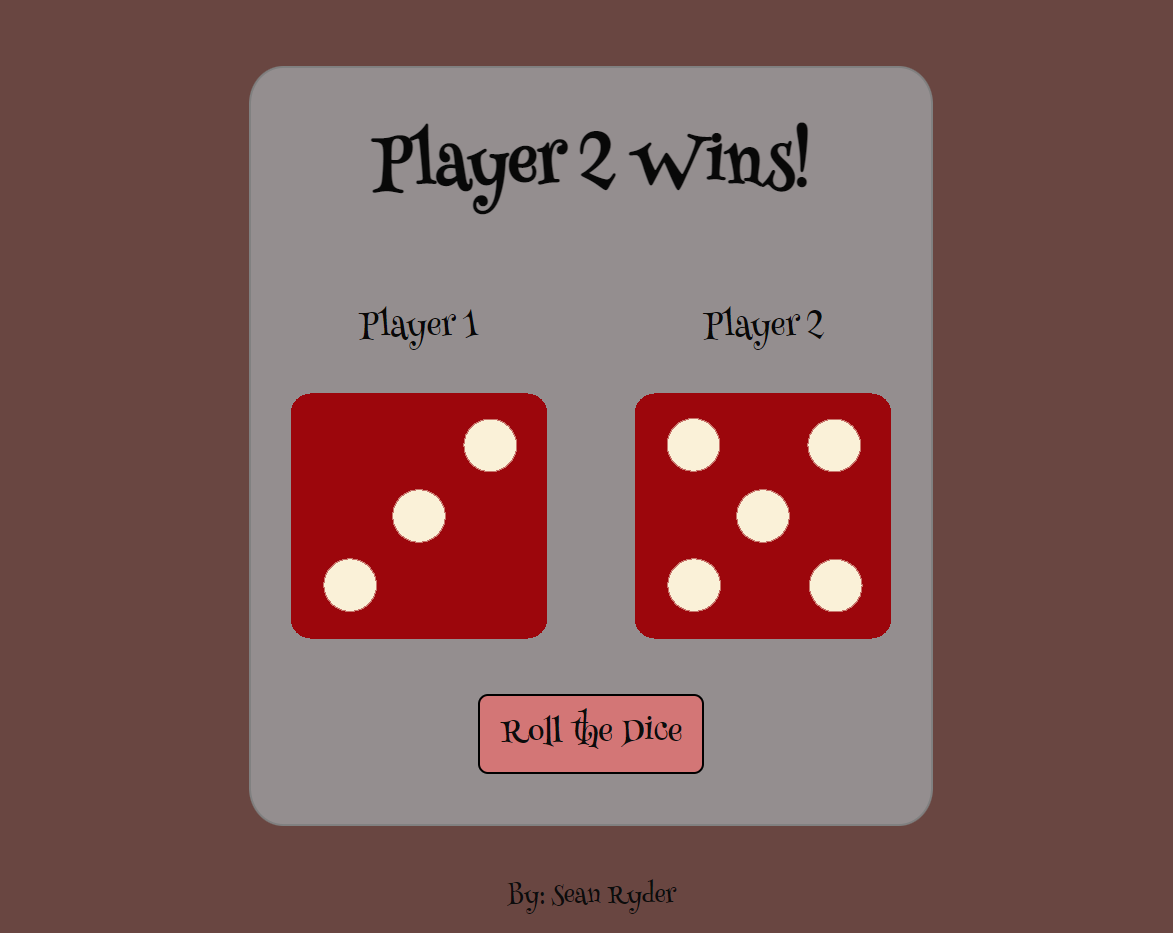 Player 2 Wins!
Player 1
Player 2
Roll the Dice
By: Sean Ryder